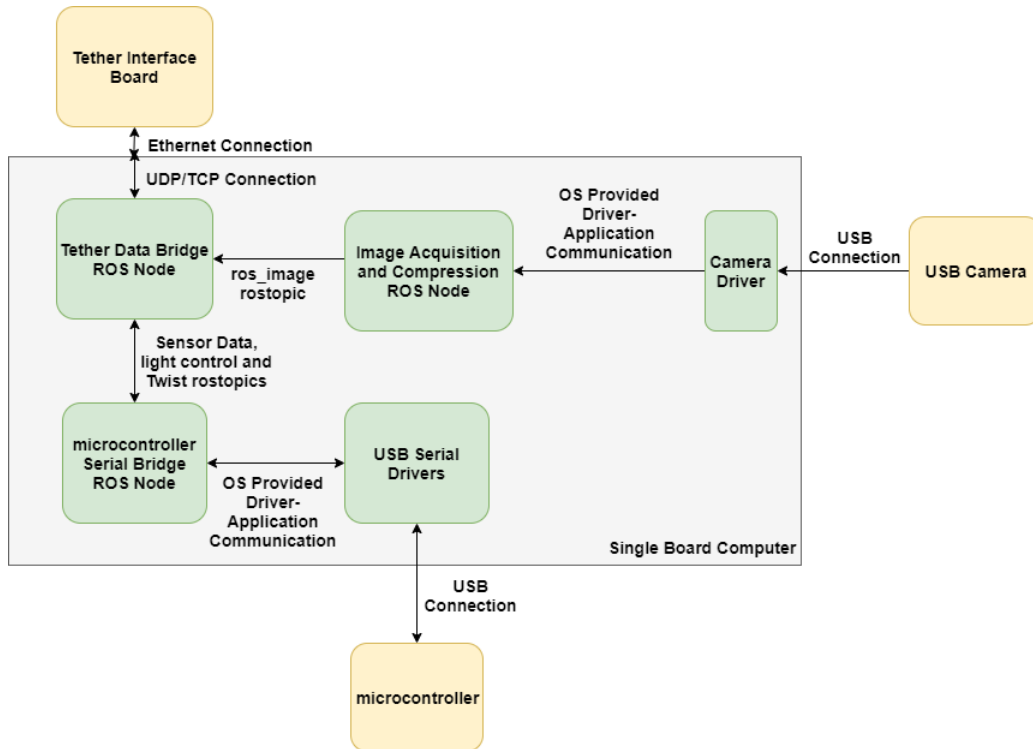 Tether Interface
Board
Ethernet Connection
UDP/TCP Connection
Tether Data Bridge
ROS Node
ros_image
rostopic
Image Acquisition
and Compression
ROS Node
OS Provided
Driver-
Application
Communication
Camera
Driver
USB
Connection
USB Camera
Sensor Data,
light control and
Twist rostopics
microcontroller
Serial Bridge
ROS Node
OS Provided
Driver-
Application
Communication
USB Serial
Drivers
Single Board Computer
USB
Connection
microcontroller